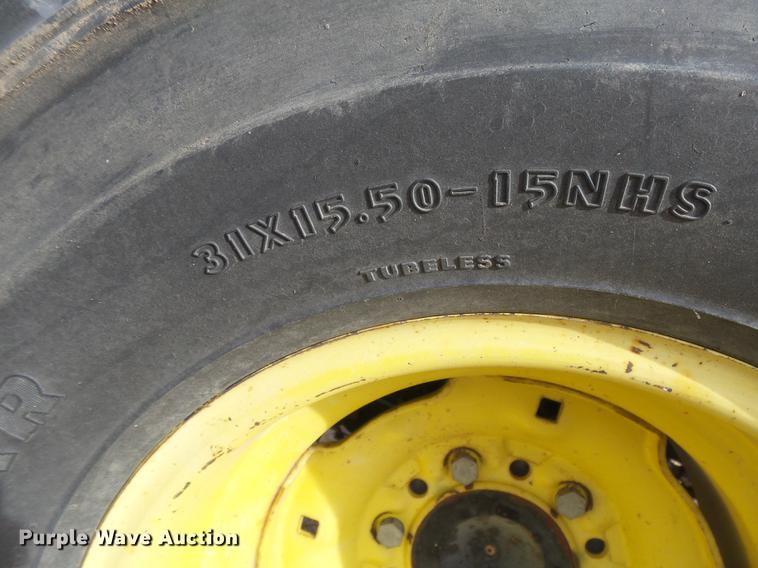 31X15.50-15NHS
TUBELESS
Purple Wave Auction